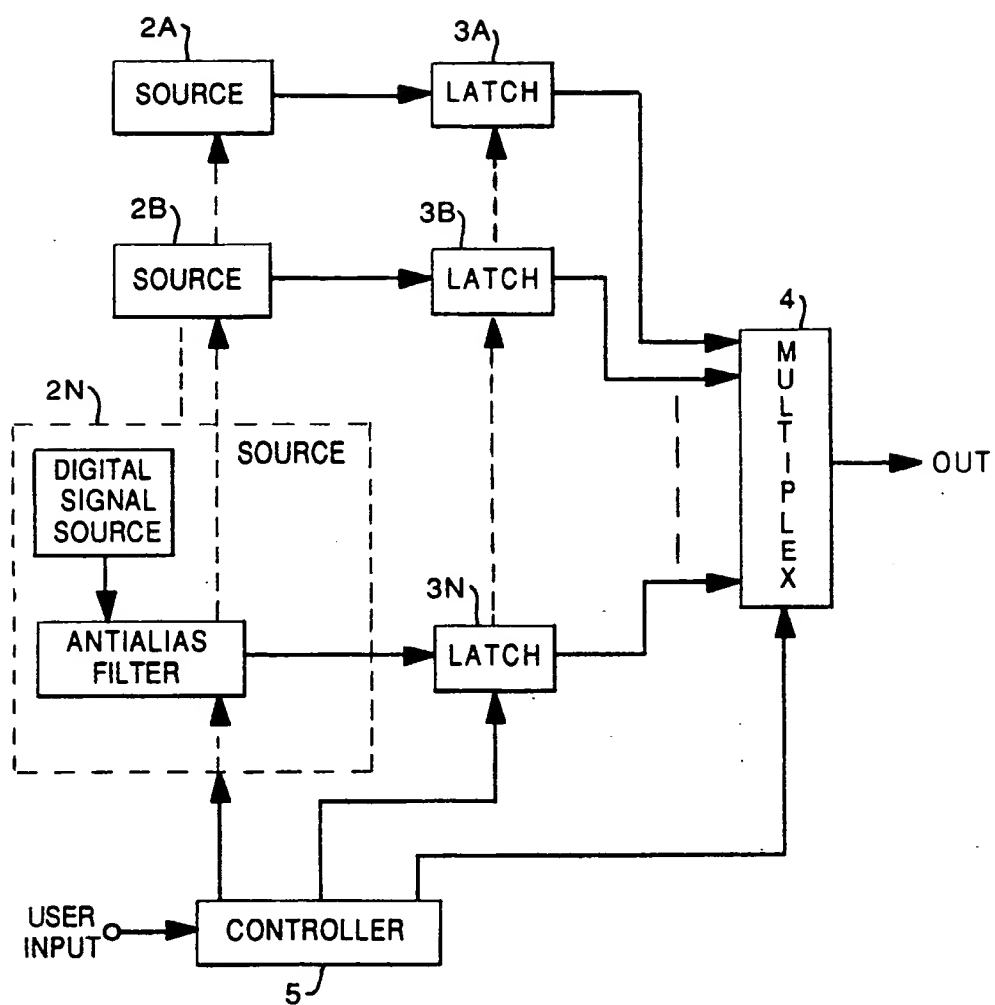 2A
SOURCE
3A
LATCH
2B
SOURCE
3B
LATCH
4
MULTIPLEX
OUT
2N
SOURCE
DIGITAL
SIGNAL
SOURCE
ANTIALIAS
FILTER
3N
LATCH
USER
INPUT
CONTROLLER
5